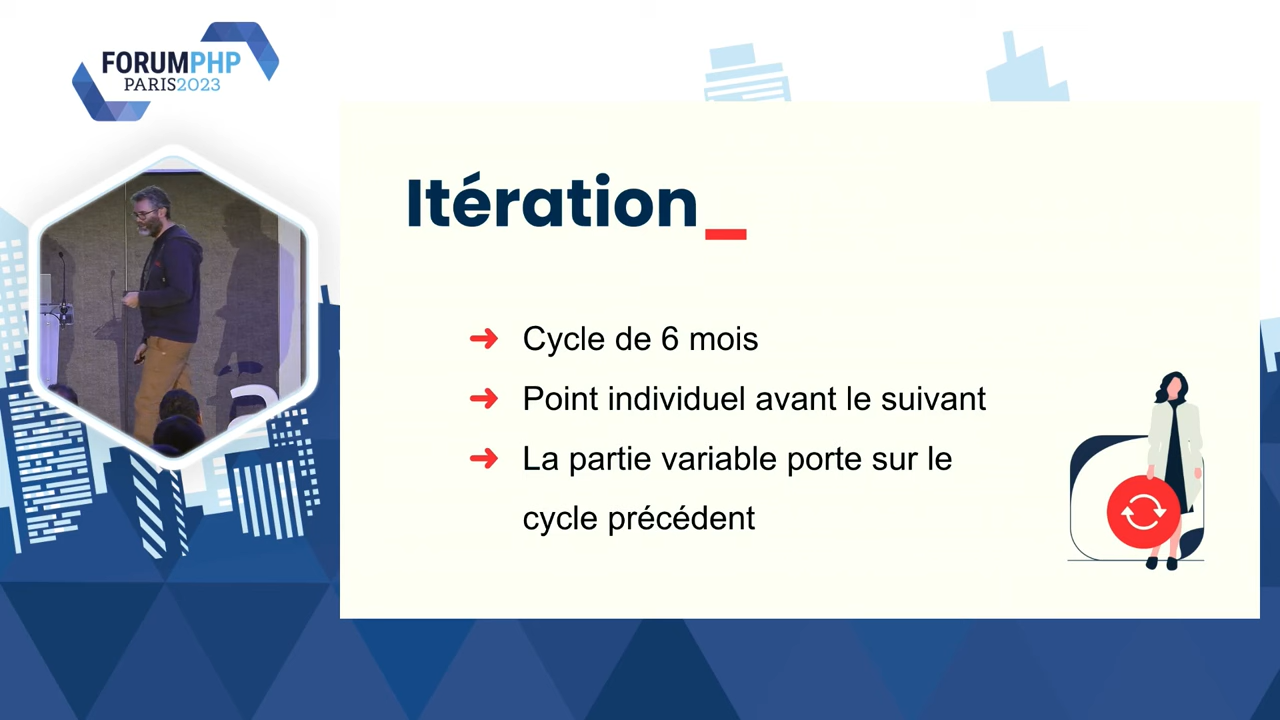 FORUMPHP
PARIS2023
Itération_
➜ Cycle de 6 mois
➜ Point individuel avant le suivant
➜ La partie variable porte sur le
cycle précédent